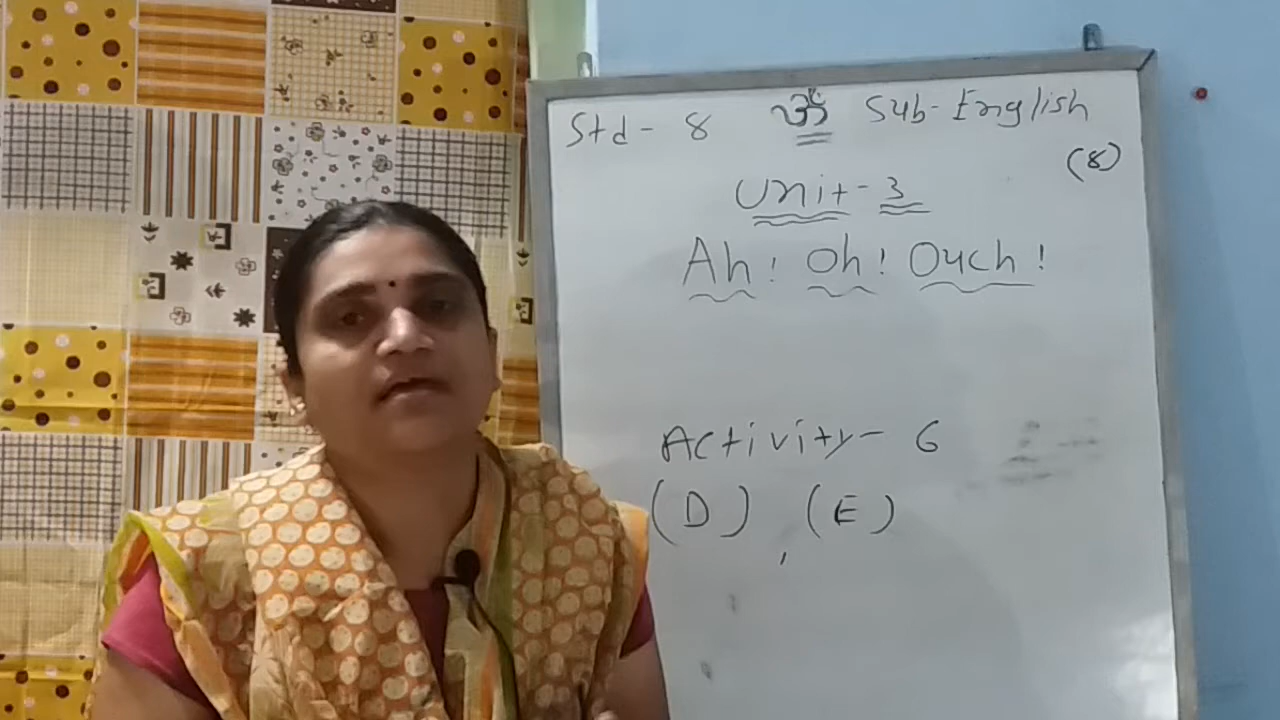 Std - 8 ॐ Sub - English
(8)
Unit - 3
Ah! Oh! Ouch!
Activity - 6
(D), (E)